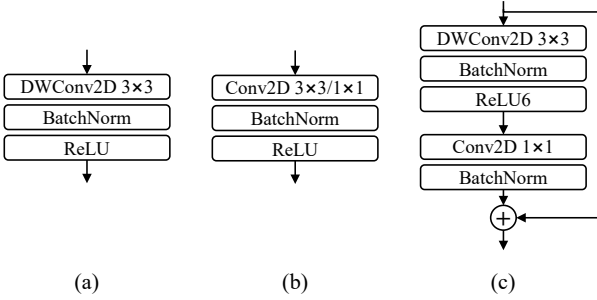 DWConv2D 3×3
BatchNorm
ReLU
(a)
Conv2D 3×3/1×1
BatchNorm
ReLU
(b)
DWConv2D 3×3
BatchNorm
ReLU6
Conv2D 1×1
BatchNorm
+
(c)